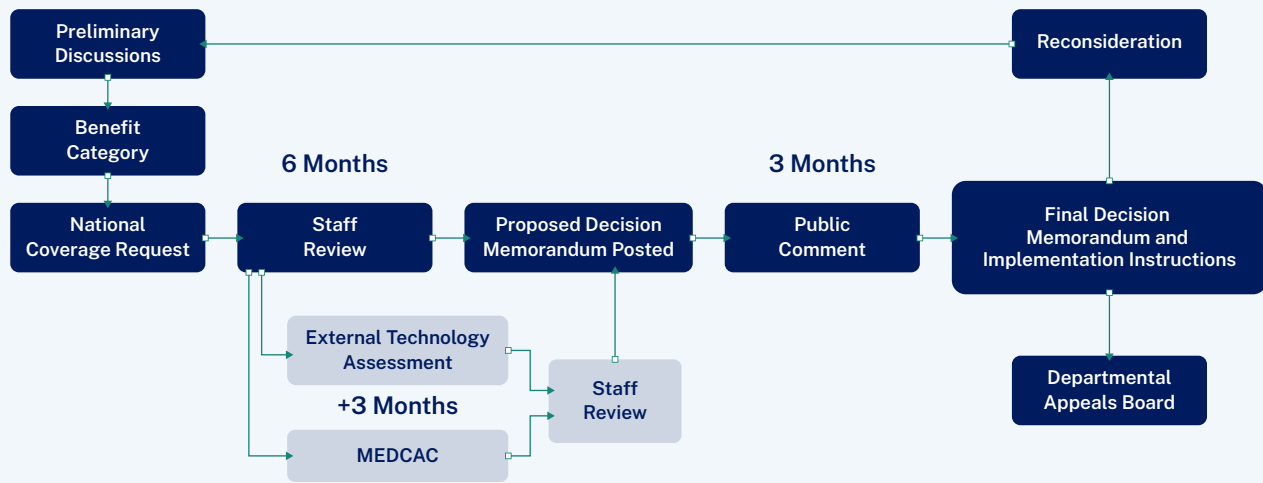 Preliminary
Discussions
Reconsideration
Benefit
Category
6 Months
3 Months
National
Coverage Request
Staff
Review
Proposed Decision
Memorandum Posted
Public
Comment
Final Decision
Memorandum and
Implementation Instructions
External Technology
Assessment
+3 Months
MEDCAC
Staff
Review
Departmental
Appeals Board